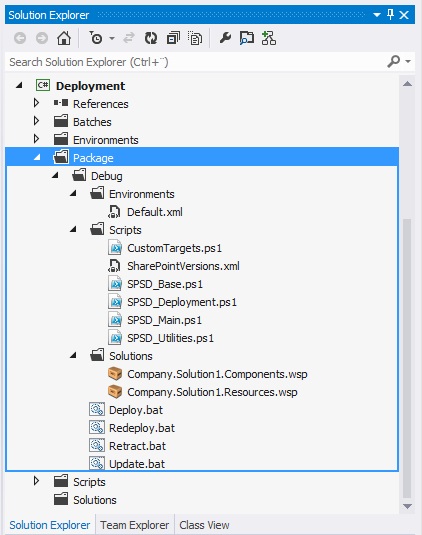 Solution Explorer
Search Solution Explorer (Ctrl+¨)
C# Deployment
References
Batches
Environments
Package
Debug
Environments
Default.xml
Scripts
CustomTargets.ps1
SharePointVersions.xml
SPSD_Base.ps1
SPSD_Deployment.ps1
SPSD_Main.ps1
SPSD_Utilities.ps1
Solutions
Company.Solution1.Components.wsp
Company.Solution1.Resources.wsp
Deploy.bat
Redeploy.bat
Retract.bat
Update.bat
Scripts
Solutions
Solution Explorer Team Explorer Class View